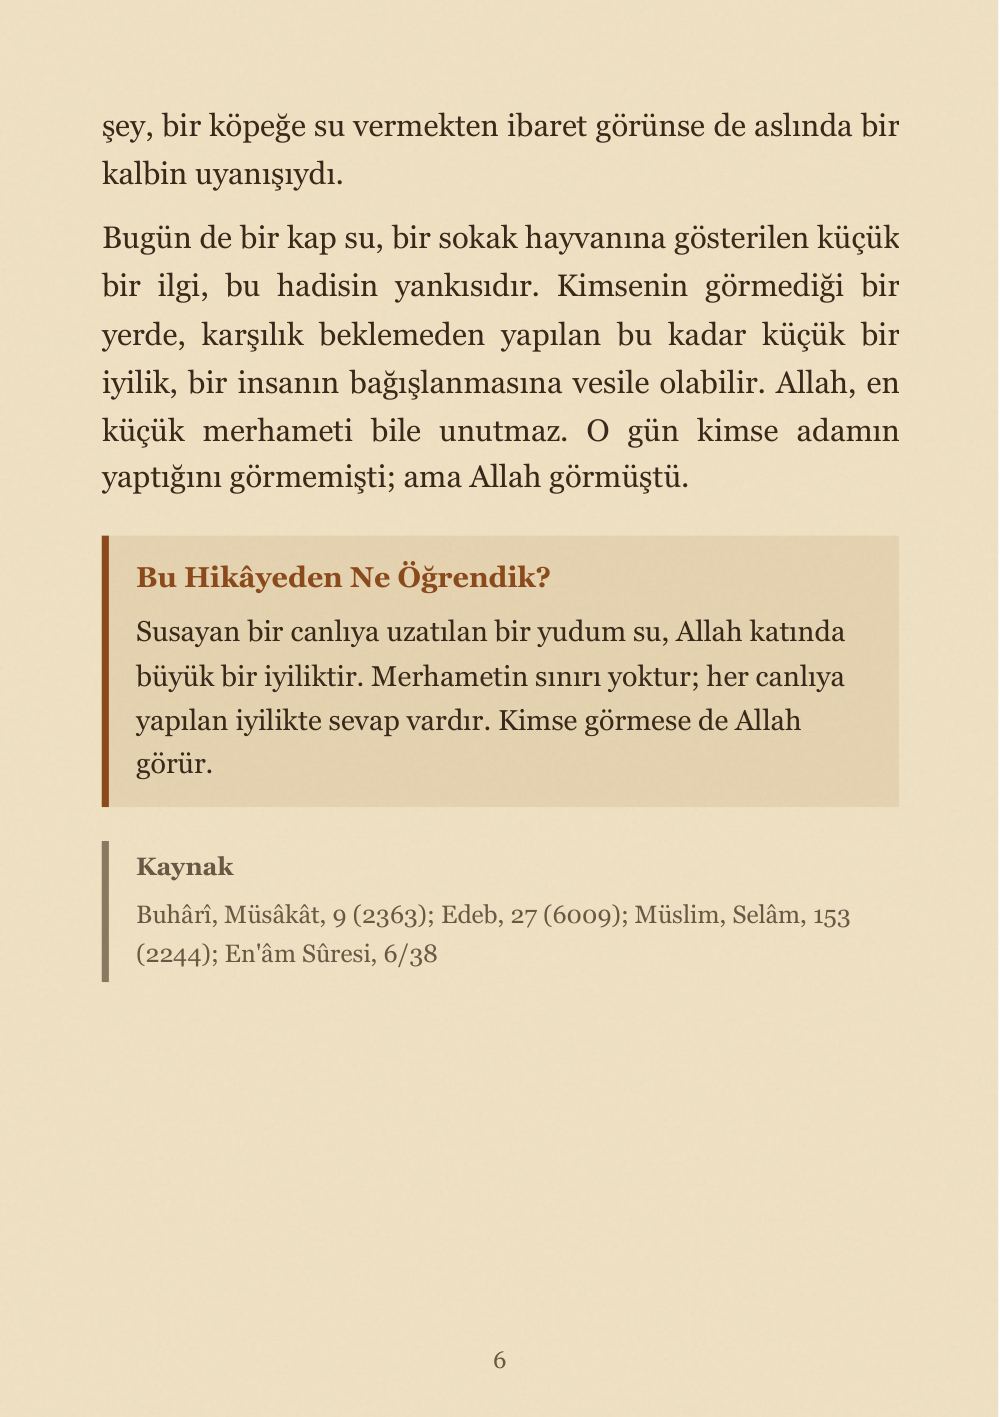 şey, bir köpeğe su vermekten ibaret görünse de aslında bir
kalbin uyanışıydı.
Bugün de bir kap su, bir sokak hayvanına gösterilen küçük
bir ilgi, bu hadisin yankısıdır. Kimsenin görmediği bir
yerde, karşılık beklemeden yapılan bu kadar küçük bir
iyilik, bir insanın bağışlanmasına vesile olabilir. Allah, en
küçük merhameti bile unutmaz. O gün kimse adamın
yaptığını görmemişti; ama Allah görmüştü.
Bu Hikâyeden Ne Öğrendik?
Susayan bir canlıya uzatılan bir yudum su, Allah katında
büyük bir iyiliktir. Merhametin sınırı yoktur; her canlıya
yapılan iyilikte sevap vardır. Kimse görmese de Allah
görür.
Kaynak
Buhârî, Müsâkât, 9 (2363); Edeb, 27 (6009); Müslim, Selâm, 153
(2244); En'âm Sûresi, 6/38
6